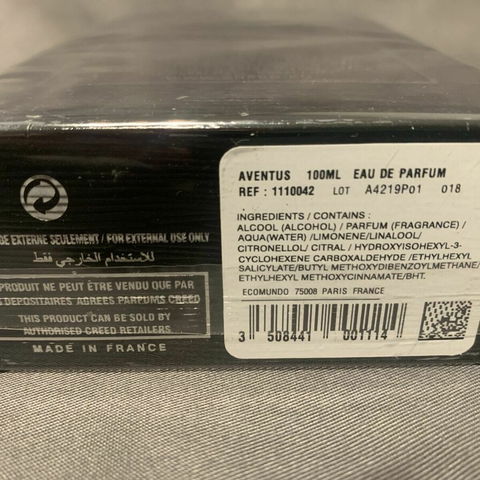 AVENTUS 100ML EAU DE PARFUM
REF : 1110042 LOT A4219P01 018
INGREDIENTS / CONTAINS :
ALCOOL (ALCOHOL) / PARFUM (FRAGRANCE) /
AQUA(WATER) /LIMONENE/LINALOOL/
CITRONELLOL/ CITRAL / HYDROXYISOHEXYL-3-
CYCLOHEXENE CARBOXALDEHYDE /ETHYLHEXYL
SALICYLATE/BUTYL METHOXYDIBENZOYLMETHANE/
ETHYLHEXYL METHOXYCINNAMATE/BHT.
ECOMUNDO 75008 PARIS FRANCE
3 508441 001114
DE EXTERNE SEULEMENT / FOR EXTERNAL USE ONLY
للاستخدام الخارجي فقط
PRODUIT NE PEUT ÊTRE VENDU QUE PAR
DEPOSITAIRES AGREES PARFUMS CREED
THIS PRODUCT CAN BE SOLD BY
AUTHORISED CREED RETAILERS
MADE IN FRANCE